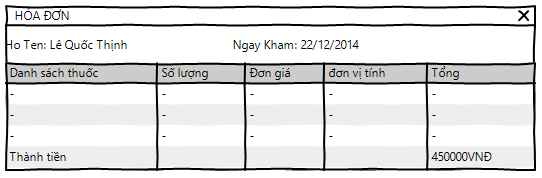 HÓA ĐƠN
Ho Ten: Lê Quốc Thịnh Ngay Kham: 22/12/2014
Danh sách thuốc Số lượng Đơn giá đơn vị tính Tổng
- - - - -
- - - - -
- - - - -
Thành tiền 450000VNĐ